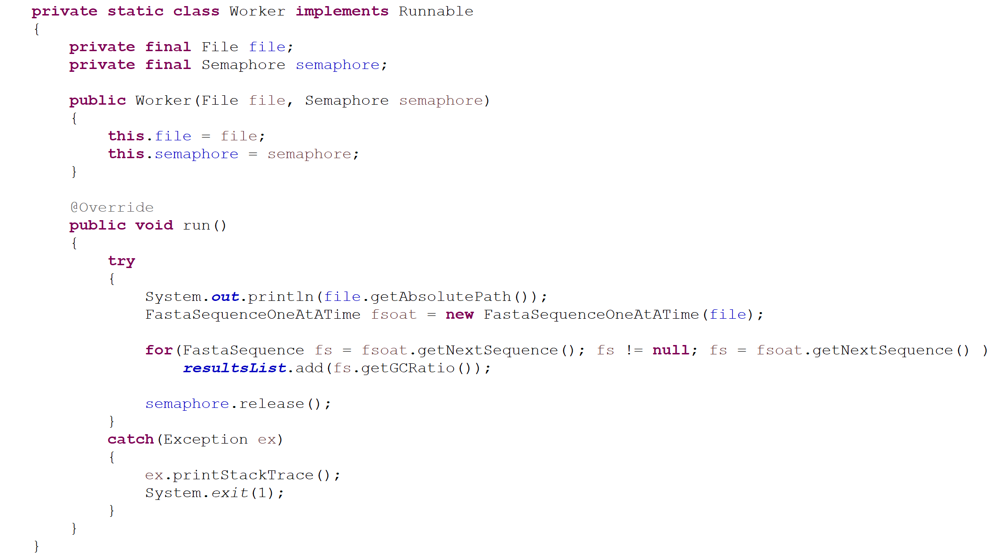 private static class Worker implements Runnable
{
private final File file;
private final Semaphore semaphore;
public Worker(File file, Semaphore semaphore)
{
this.file = file;
this.semaphore = semaphore;
}
@Override
public void run()
{
try
{
System.out.println(file.getAbsolutePath());
FastaSequenceOneAtATime fsoat = new FastaSequenceOneAtATime(file);
for(FastaSequence fs = fsoat.getNextSequence(); fs != null; fs = fsoat.getNextSequence() )
resultsList.add(fs.getGCRatio());
semaphore.release();
}
catch(Exception ex)
{
ex.printStackTrace();
System.exit(1);
}
}
}